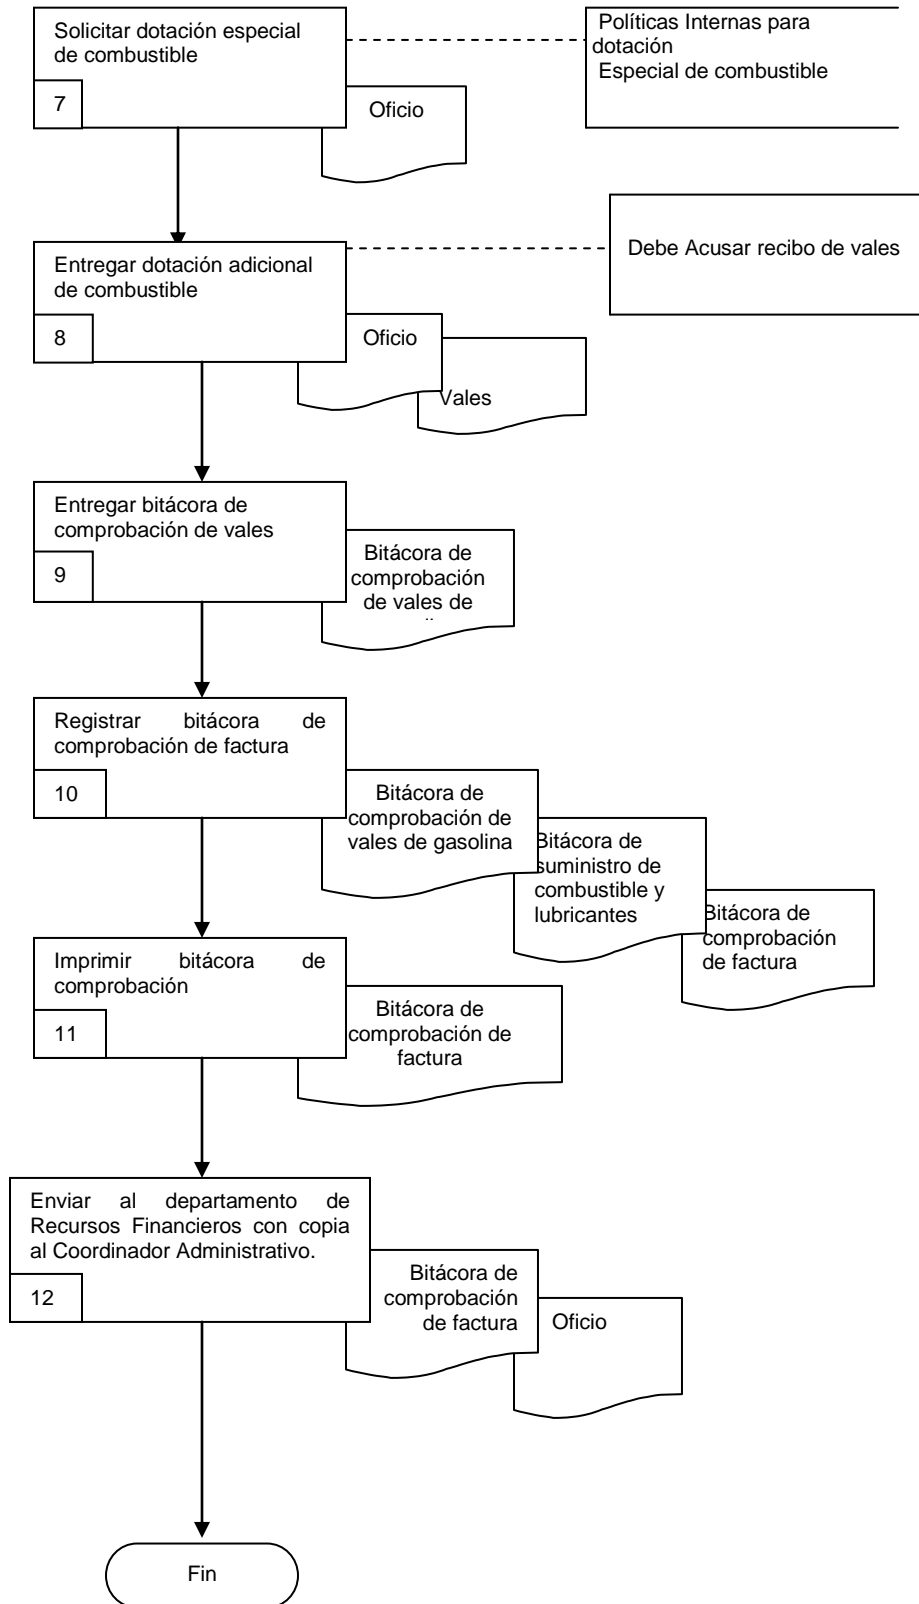 Solicitar dotación especial
de combustible
7
Oficio
Políticas Internas para
dotación
Especial de combustible
Entregar dotación adicional
de combustible
8
Oficio
Vales
Debe Acusar recibo de vales
Entregar bitácora de
comprobación de vales
9
Bitácora de
comprobación
de vales de
Registrar bitácora de
comprobación de factura
10
Bitácora de
comprobación de
vales de gasolina
Bitácora de
suministro de
combustible y
lubricantes
Bitácora de
comprobación
de factura
Imprimir bitácora de
comprobación
11
Bitácora de
comprobación de
factura
Enviar al departamento de
Recursos Financieros con copia
al Coordinador Administrativo.
12
Bitácora de
comprobación
de factura
Oficio
Fin